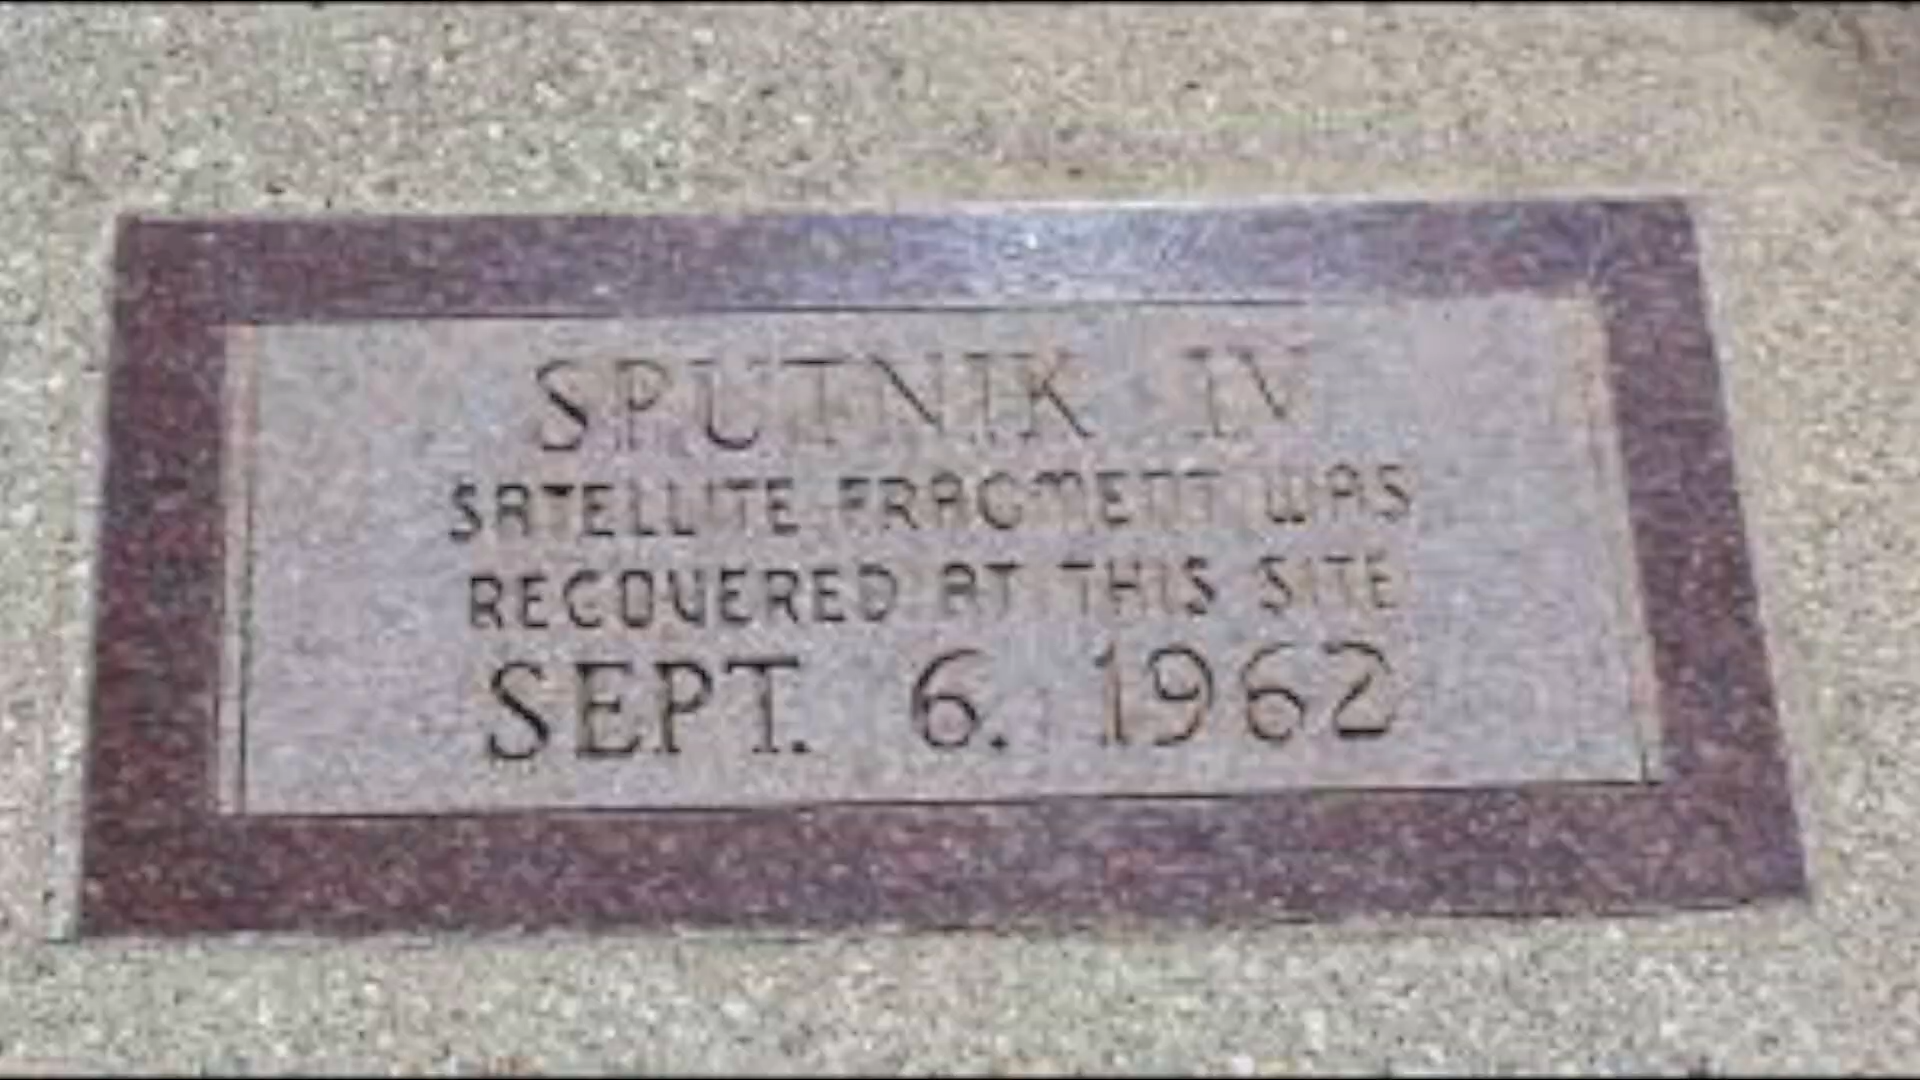 SPUTNIK IV
SATELLITE FRAGMENT WAS
RECOVERED AT THIS SITE
SEPT. 6. 1962